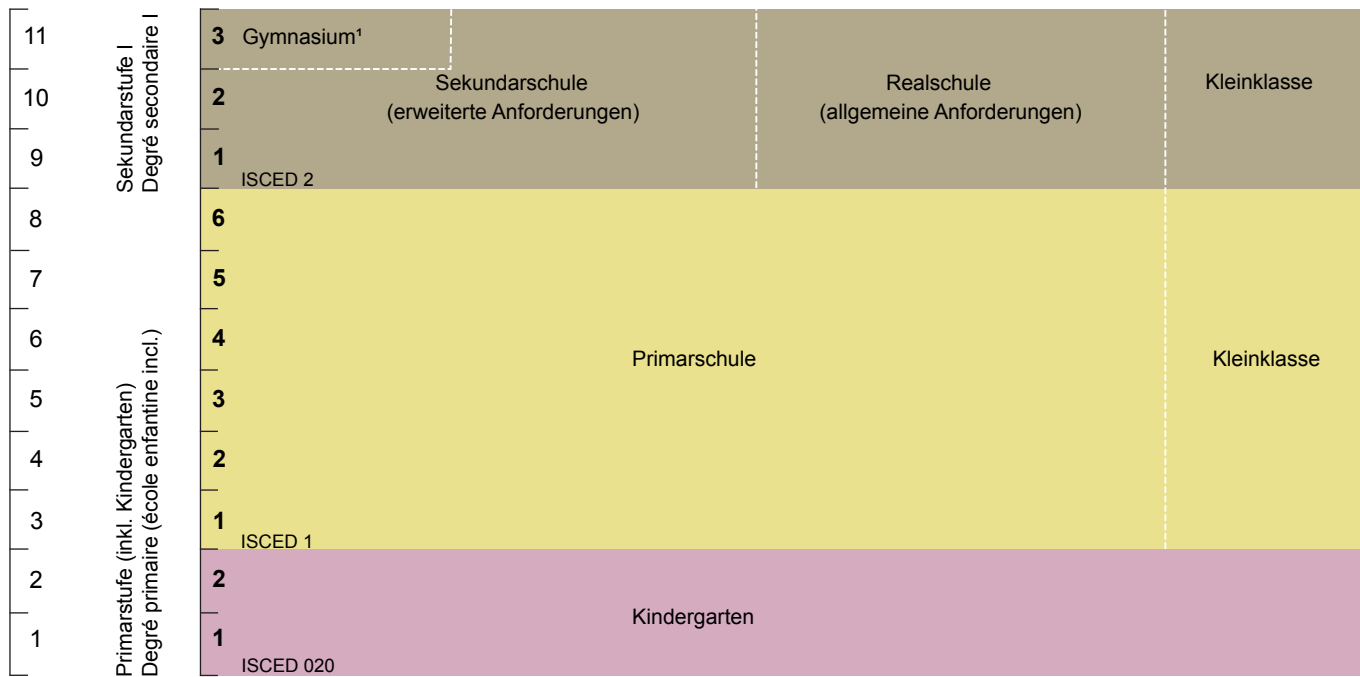 11
10
9
8
7
6
5
4
3
2
1
Sekundarstufe I
Degré secondaire I
Primarstufe (inkl. Kindergarten)
Degré primaire (école enfantine incl.)
3 Gymnasium¹
2
1
ISCED 2
Sekundarschule
(erweiterte Anforderungen)
Realschule
(allgemeine Anforderungen)
Kleinklasse
6
5
4
3
2
1
ISCED 1
Primarschule
Kleinklasse
2
1
ISCED 020
Kindergarten